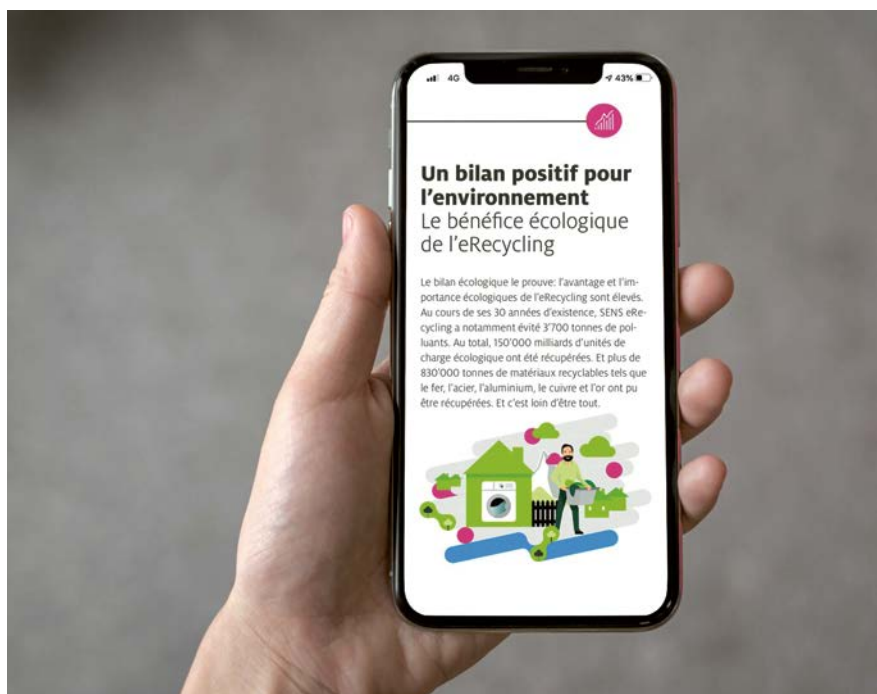 4G
43%
Un bilan positif pour
l’environnement
Le bénéfice écologique
de l’eRecycling
Le bilan écologique le prouve: l’avantage et l’im-
portance écologiques de l’eRecycling sont élevés.
Au cours de ses 30 années d’existence, SENS eRe-
cycling a notamment évité 3’700 tonnes de pol-
luants. Au total, 150’000 milliards d’unités de
charge écologique ont été récupérées. Et plus de
830’000 tonnes de matériaux recyclables tels que
le fer, l’acier, l’aluminium, le cuivre et l’or ont pu
être récupérées. Et c’est loin d’être tout.